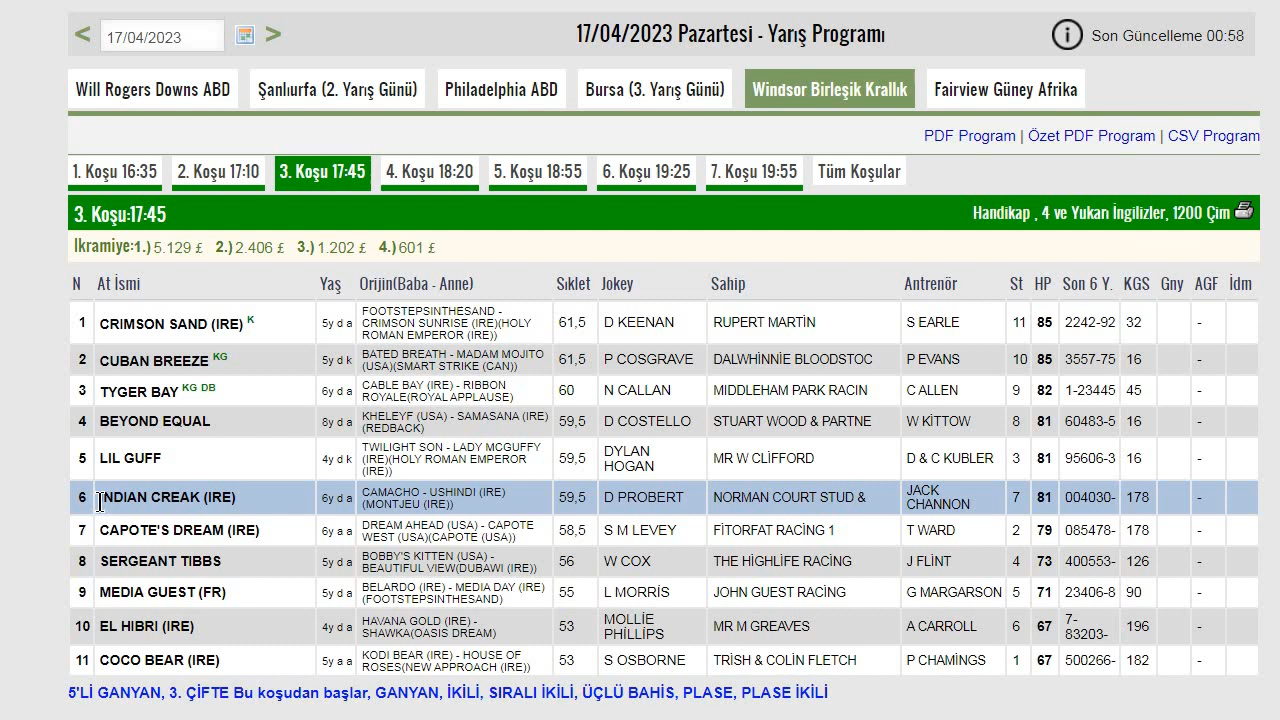 < 17/04/2023 >
17/04/2023 Pazartesi - Yarış Programı
Son Güncelleme 00:58
Will Rogers Downs ABD Şanlıurfa (2. Yarış Günü) Philadelphia ABD Bursa (3. Yarış Günü) Windsor Birleşik Krallık Fairview Güney Afrika
PDF Program | Özet PDF Program | CSV Program
1. Koşu 16:35 2. Koşu 17:10 3. Koşu 17:45 4. Koşu 18:20 5. Koşu 18:55 6. Koşu 19:25 7. Koşu 19:55 Tüm Koşular
3. Koşu:17:45 Handikap , 4 ve Yukarı İngilizler, 1200 Çim
İkramiye:1.) 5.129 £ 2.) 2.406 £ 3.) 1.202 £ 4.) 601 £
N At İsmi Yaş Orijin(Baba - Anne) Sıklet Jokey Sahip Antrenör St HP Son 6 Y. KGS Gny AGF İdm
1 CRIMSON SAND (IRE) K 5y d a FOOTSTEPSINTHESAND - CRIMSON SUNRISE (IRE)(HOLY ROMAN EMPEROR (IRE)) 61,5 D KEENAN RUPERT MARTİN S EARLE 11 85 2242-92 32 -
2 CUBAN BREEZE KG 5y d k BATED BREATH - MADAM MOJITO (USA)(SMART STRIKE (CAN)) 61,5 P COSGRAVE DALWHİNNİE BLOODSTOC P EVANS 10 85 3557-75 16 -
3 TYGER BAY KG DB 6y d a CABLE BAY (IRE) - RIBBON ROYALE(ROYAL APPLAUSE) 60 N CALLAN MIDDLEHAM PARK RACIN C ALLEN 9 82 1-23445 45 -
4 BEYOND EQUAL 8y d a KHELEYF (USA) - SAMASANA (IRE)(REDBACK) 59,5 D COSTELLO STUART WOOD & PARTNE W KİTTOW 8 81 60483-5 16 -
5 LIL GUFF 4y d k TWILIGHT SON - LADY MCGUFFY (IRE)(HOLY ROMAN EMPEROR (IRE)) 59,5 DYLAN HOGAN MR W CLİFFORD D & C KUBLER 3 81 95606-3 16 -
6 INDIAN CREAK (IRE) 6y d a CAMACHO - USHINDI (IRE)(MONTJEU (IRE)) 59,5 D PROBERT NORMAN COURT STUD & JACK CHANNON 7 81 004030- 178 -
7 CAPOTE'S DREAM (IRE) 6y a a DREAM AHEAD (USA) - CAPOTE WEST (USA)(CAPOTE (USA)) 58,5 S M LEVEY FİTORFAT RACİNG 1 T WARD 2 79 085478- 178 -
8 SERGEANT TIBBS 5y d a BOBBY'S KITTEN (USA) - BEAUTIFUL VIEW(DUBAWI (IRE)) 56 W COX THE HİGHLİFE RACİNG J FLİNT 4 73 400553- 126 -
9 MEDIA GUEST (FR) 5y d a BELARDO (IRE) - MEDIA DAY (IRE)(FOOTSTEPSINTHESAND) 55 L MORRİS JOHN GUEST RACİNG G MARGARSON 5 71 23406-8 90 -
10 EL HIBRI (IRE) 4y d a HAVANA GOLD (IRE) - SHAWKA(OASIS DREAM) 53 MOLLİE PHİLLİPS MR M GREAVES A CARROLL 6 67 7-83203- 196 -
11 COCO BEAR (IRE) 5y a a KODI BEAR (IRE) - HOUSE OF ROSES(NEW APPROACH (IRE)) 53 S OSBORNE TRİSH & COLİN FLETCH P CHAMİNGS 1 67 500266- 182 -
5'Lİ GANYAN, 3. ÇİFTE Bu koşudan başlar, GANYAN, İKİLİ, SIRALI İKİLİ, ÜÇLÜ BAHİS, PLASE, PLASE İKİLİ